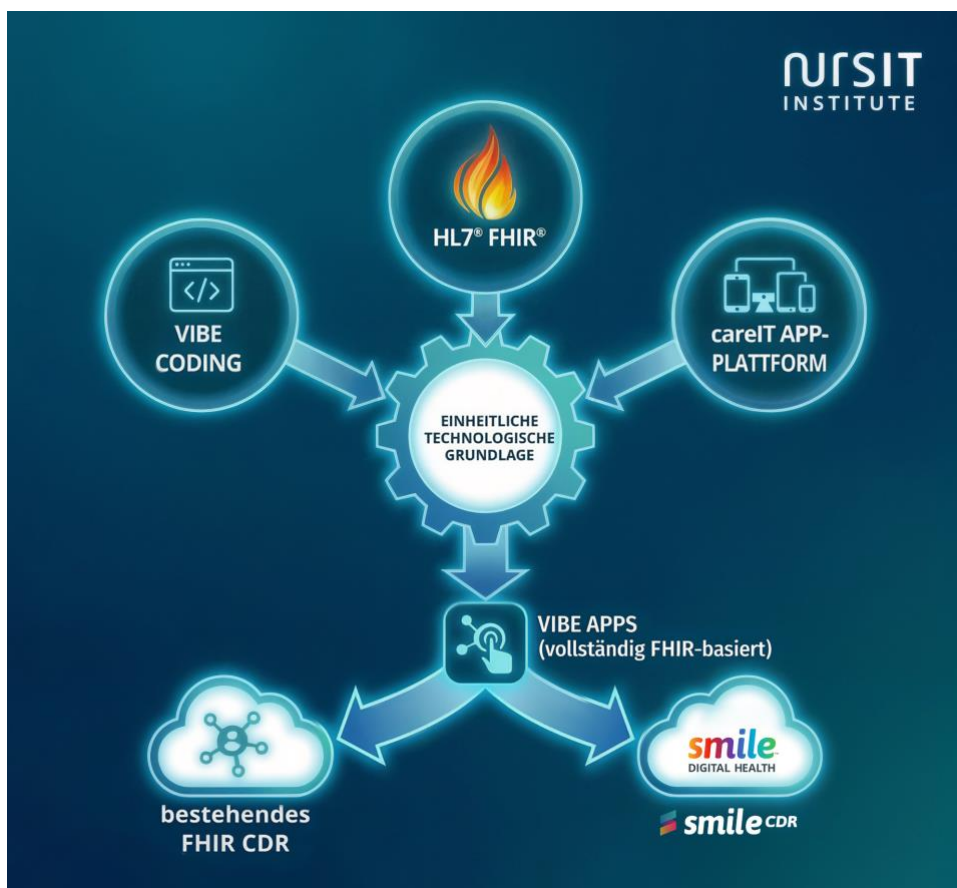 nursIT
INSTITUTE
HL7® FHIR®
</>
VIBE
CODING
careIT APP-
PLATTFORM
EINHEITLICHE
TECHNOLOGISCHE
GRUNDLAGE
VIBE APPS
(vollständig FHIR-basiert)
bestehendes
FHIR CDR
smile
DIGITAL HEALTH
smile CDR